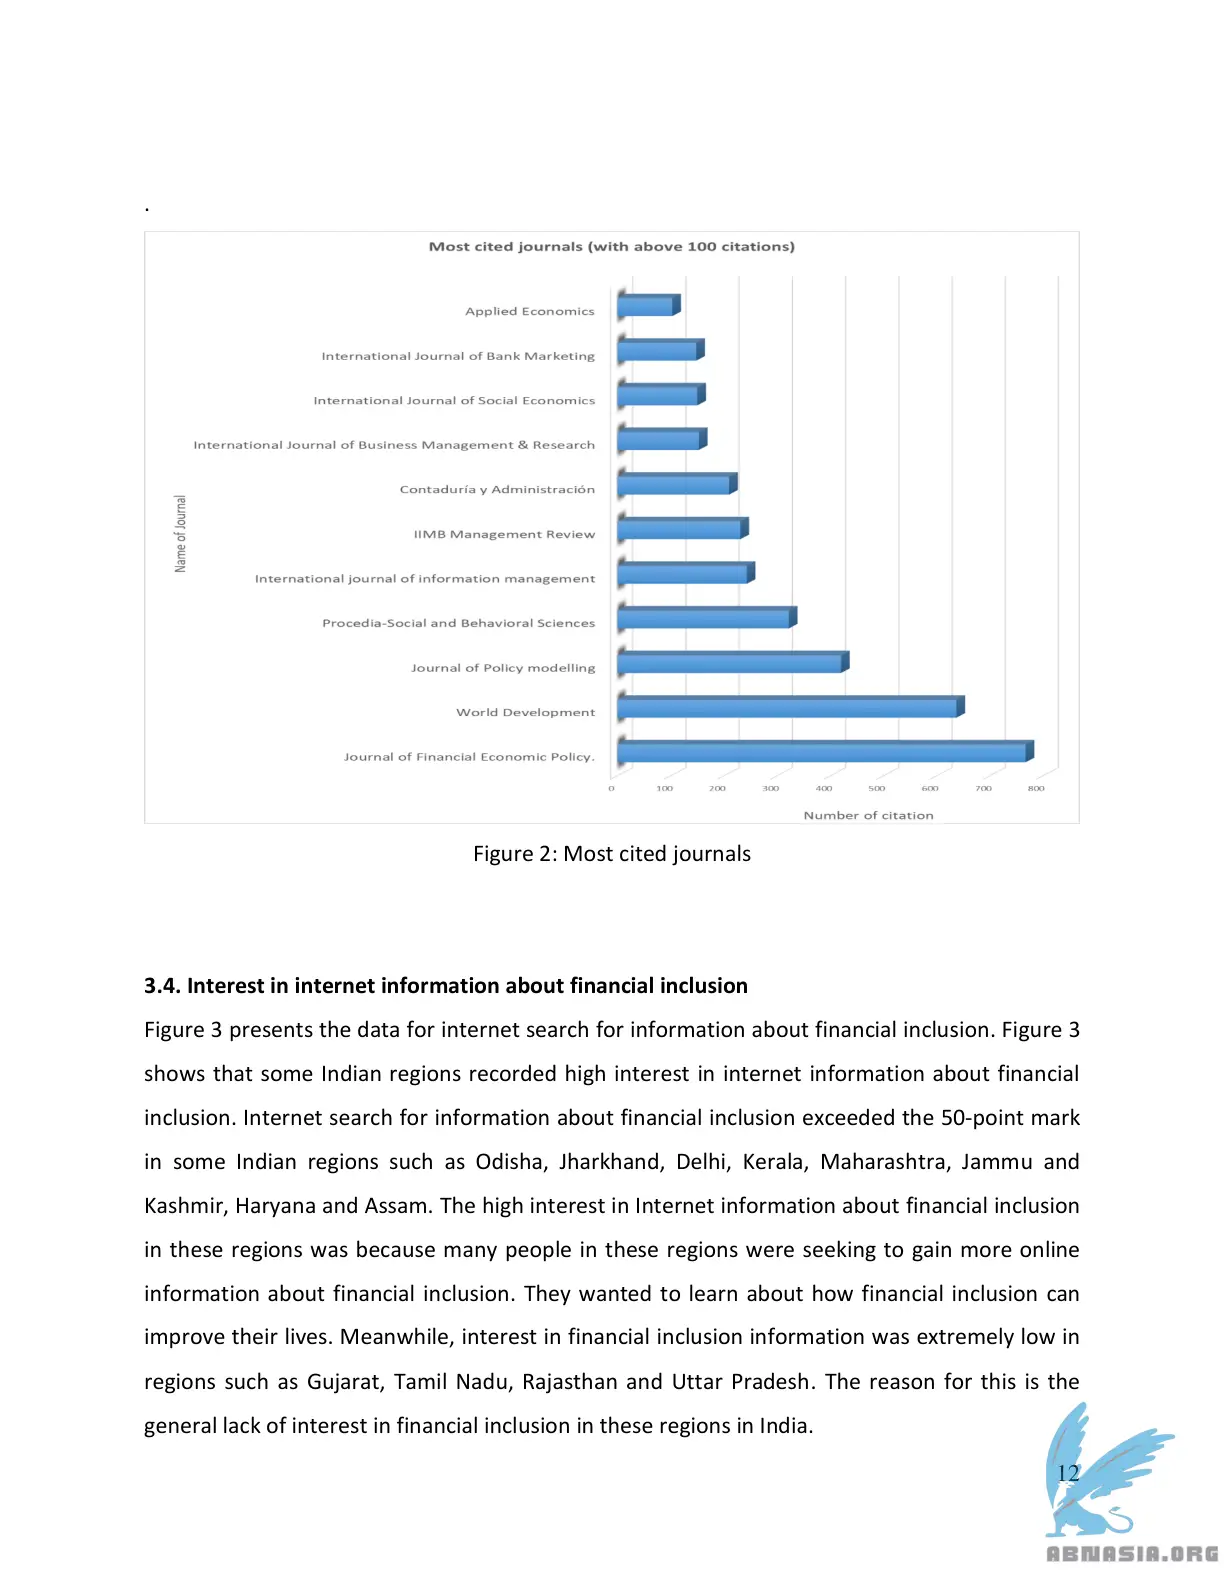 .
Most cited journals (with above 100 citations)
Applied Economics
International Journal of Bank Marketing
International Journal of Social Economics
International Journal of Business Management & Research
Contaduría y Administración
IIMB Management Review
International journal of information management
Procedia-Social and Behavioral Sciences
Journal of Policy modelling
World Development
Journal of Financial Economic Policy.
Name of Journal
0 100 200 300 400 500 600 700 800
Number of citation
Figure 2: Most cited journals
3.4. Interest in internet information about financial inclusion
Figure 3 presents the data for internet search for information about financial inclusion. Figure 3
shows that some Indian regions recorded high interest in internet information about financial
inclusion. Internet search for information about financial inclusion exceeded the 50-point mark
in some Indian regions such as Odisha, Jharkhand, Delhi, Kerala, Maharashtra, Jammu and
Kashmir, Haryana and Assam. The high interest in Internet information about financial inclusion
in these regions was because many people in these regions were seeking to gain more online
information about financial inclusion. They wanted to learn about how financial inclusion can
improve their lives. Meanwhile, interest in financial inclusion information was extremely low in
regions such as Gujarat, Tamil Nadu, Rajasthan and Uttar Pradesh. The reason for this is the
general lack of interest in financial inclusion in these regions in India.
12
ABNASIA.ORG